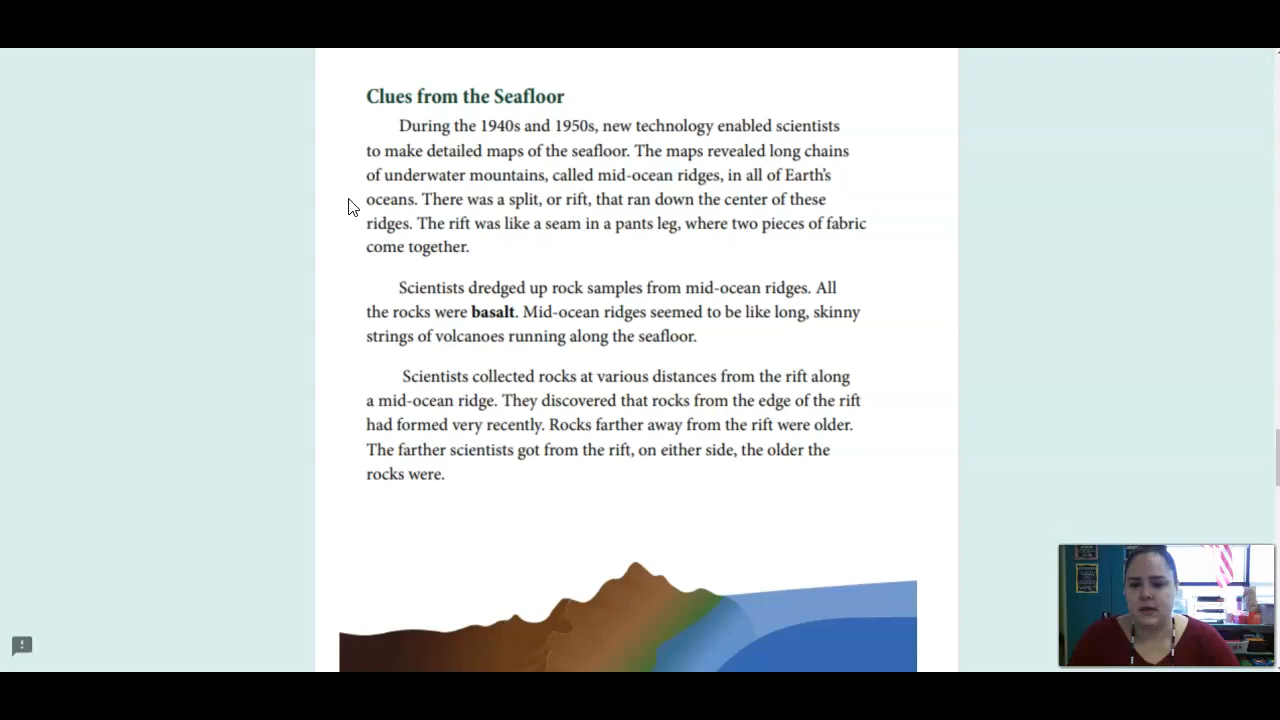 Clues from the Seafloor
During the 1940s and 1950s, new technology enabled scientists
to make detailed maps of the seafloor. The maps revealed long chains
of underwater mountains, called mid-ocean ridges, in all of Earth's
oceans. There was a split, or rift, that ran down the center of these
ridges. The rift was like a seam in a pants leg, where two pieces of fabric
come together.
Scientists dredged up rock samples from mid-ocean ridges. All
the rocks were basalt. Mid-ocean ridges seemed to be like long, skinny
strings of volcanoes running along the seafloor.
Scientists collected rocks at various distances from the rift along
a mid-ocean ridge. They discovered that rocks from the edge of the rift
had formed very recently. Rocks farther away from the rift were older.
The farther scientists got from the rift, on either side, the older the
rocks were.